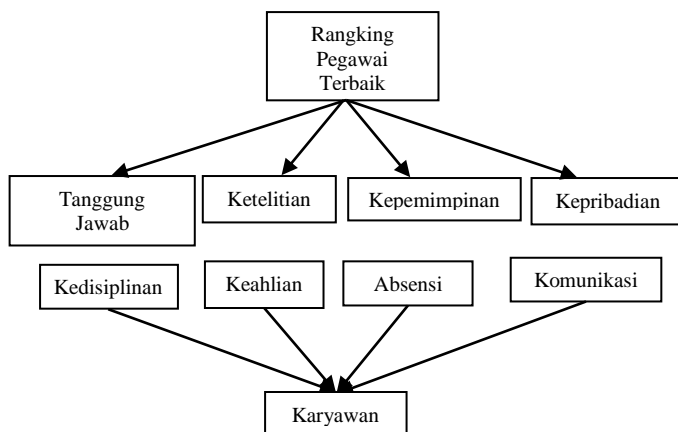 Rangking
Pegawai
Terbaik
Tanggung
Jawab
Ketelitian
Kepemimpinan
Kepribadian
Kedisiplinan
Keahlian
Absensi
Komunikasi
Karyawan